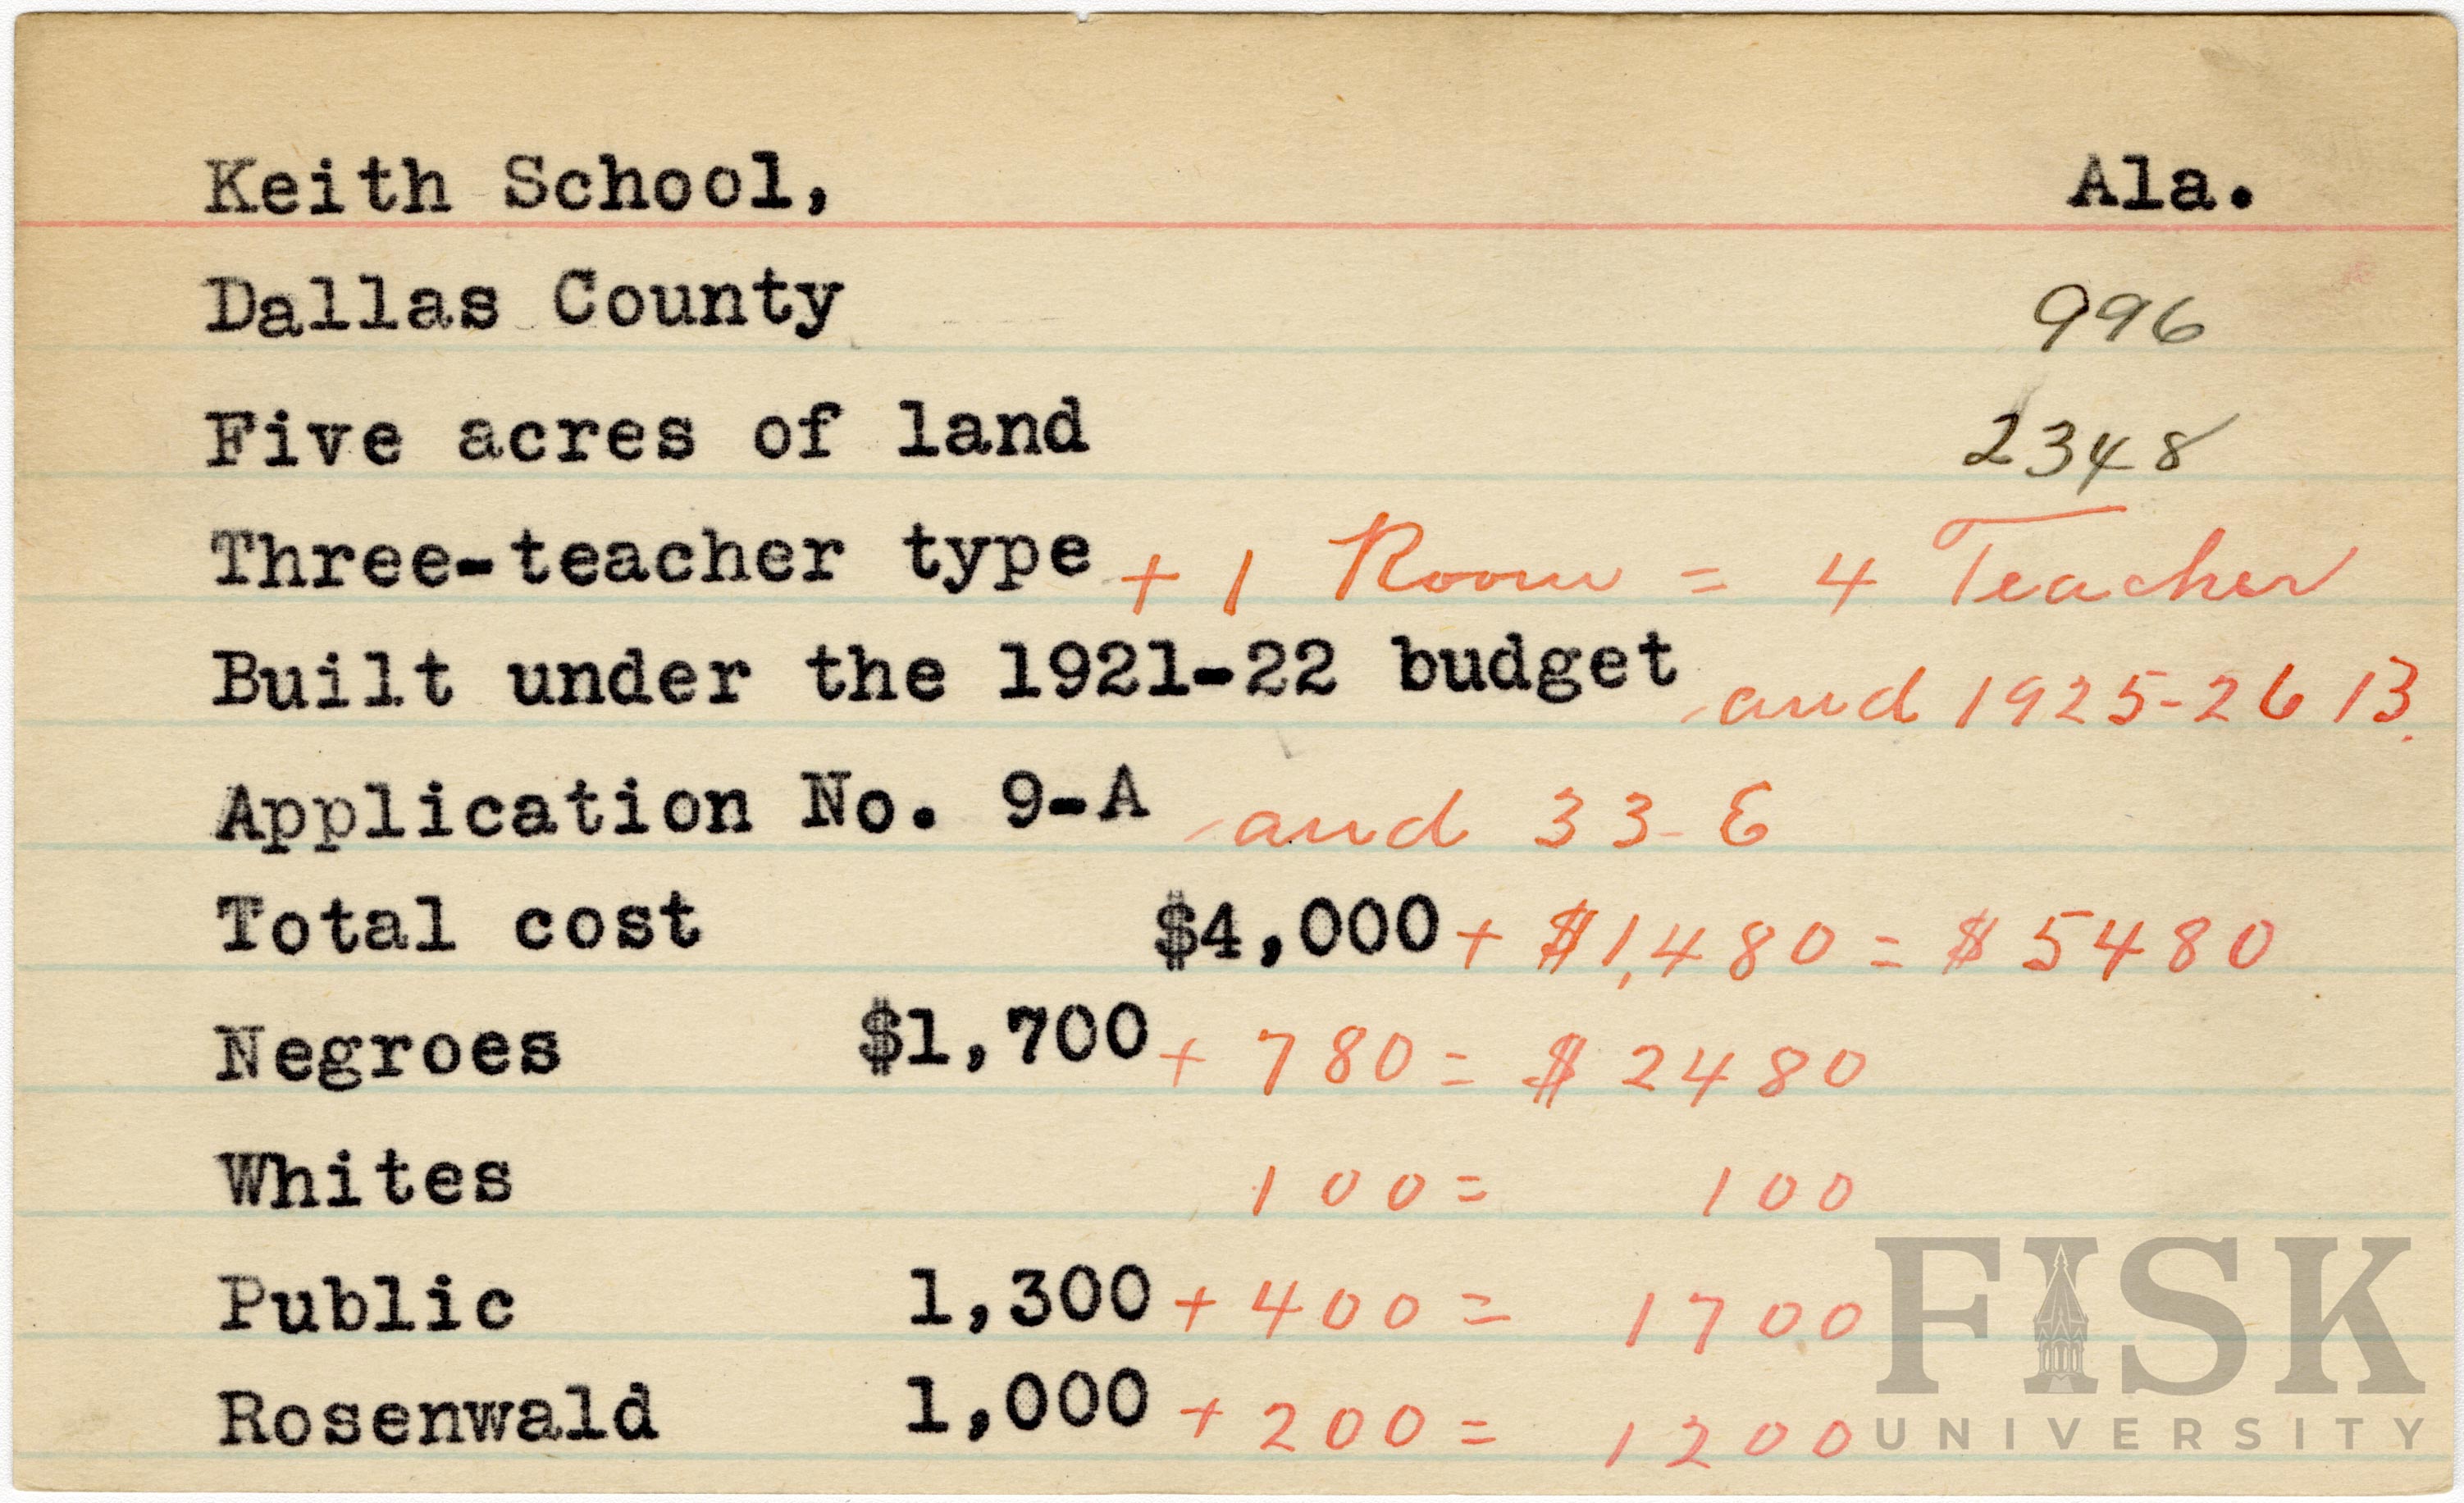 Keith School, Ala.
Dallas County 996
Five acres of land 2348
Three-teacher type + 1 Room = 4 Teacher
Built under the 1921-22 budget and 1925-26 B.
Application No. 9-A and 33-E
Total cost $4,000 + $1,480 = $5480
Negroes $1,700 + 780 = $2480
Whites 100 = 100
Public 1,300 + 400 = 1700
Rosenwald 1,000 + 200 = 1200
FISK
UNIVERSITY